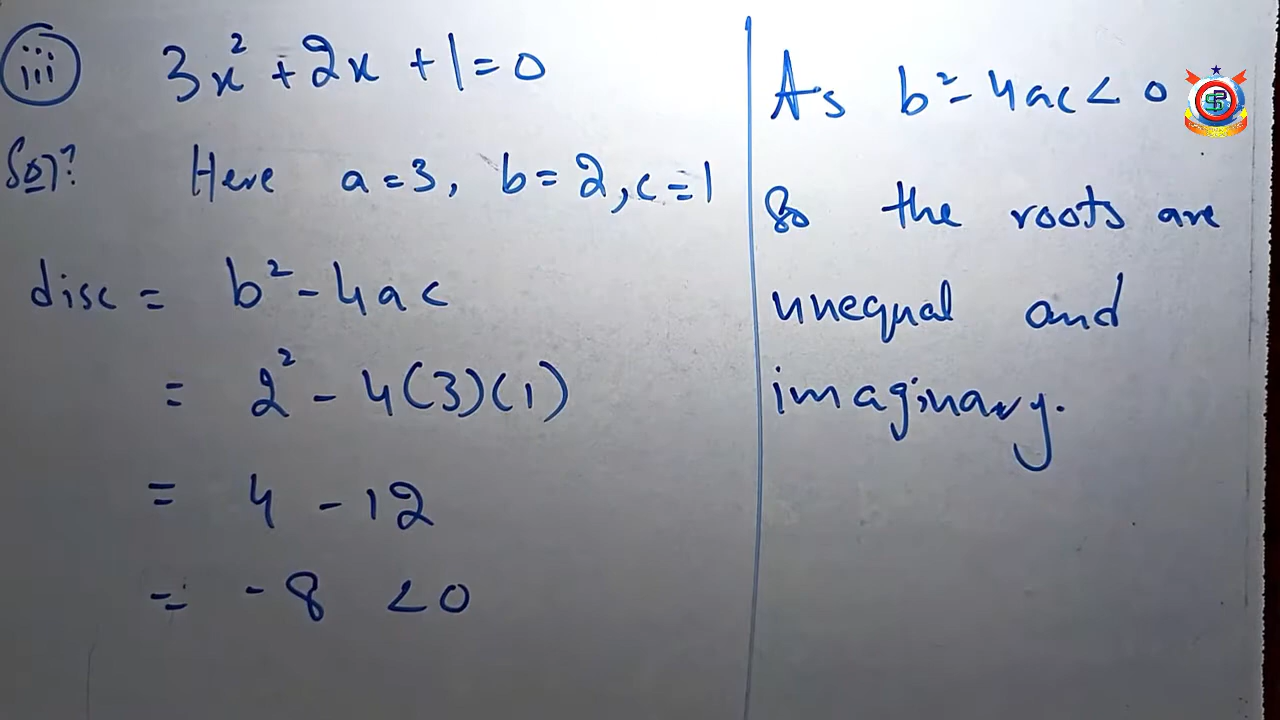 iii 3x² + 2x + 1 = 0
Solⁿ: Here a = 3, b = 2, c = 1
disc = b² - 4ac
= 2² - 4(3)(1)
= 4 - 12
= -8 < 0
As b² - 4ac < 0
So the roots are
unequal and
imaginary.